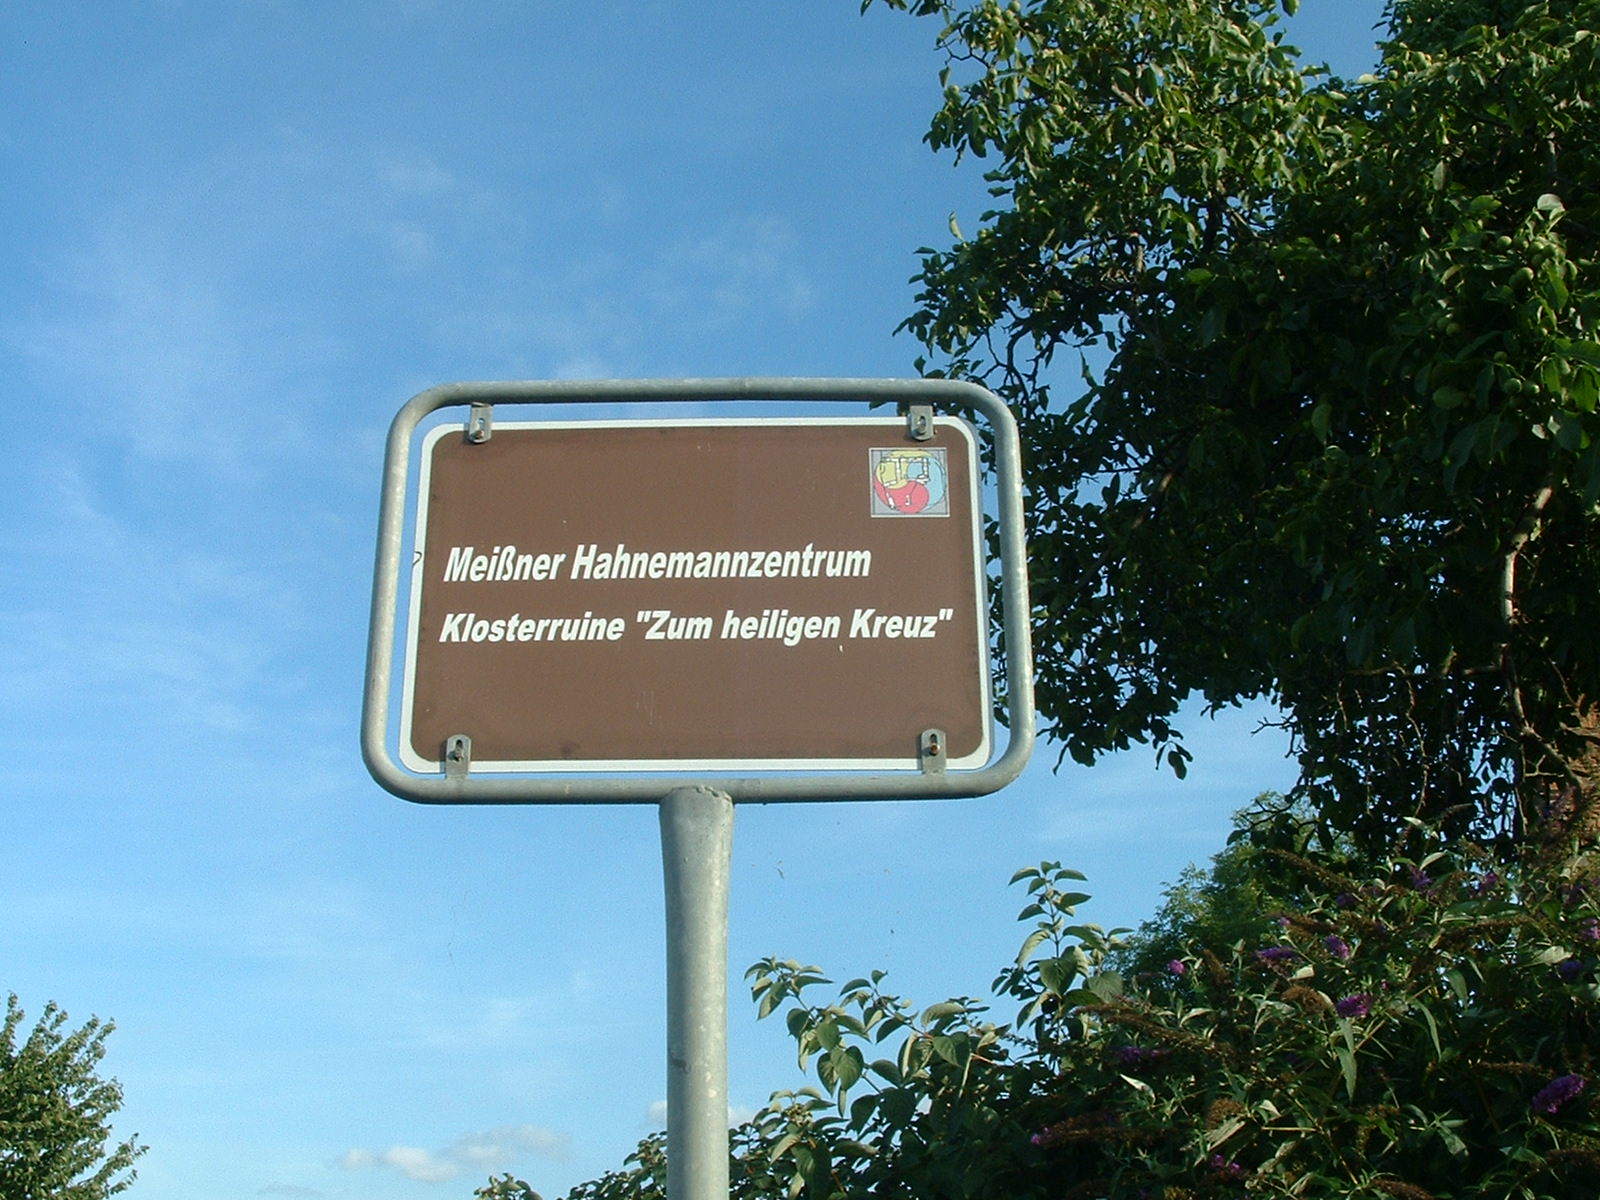 Meißner Hahnemannzentrum
Klosterruine "Zum heiligen Kreuz"